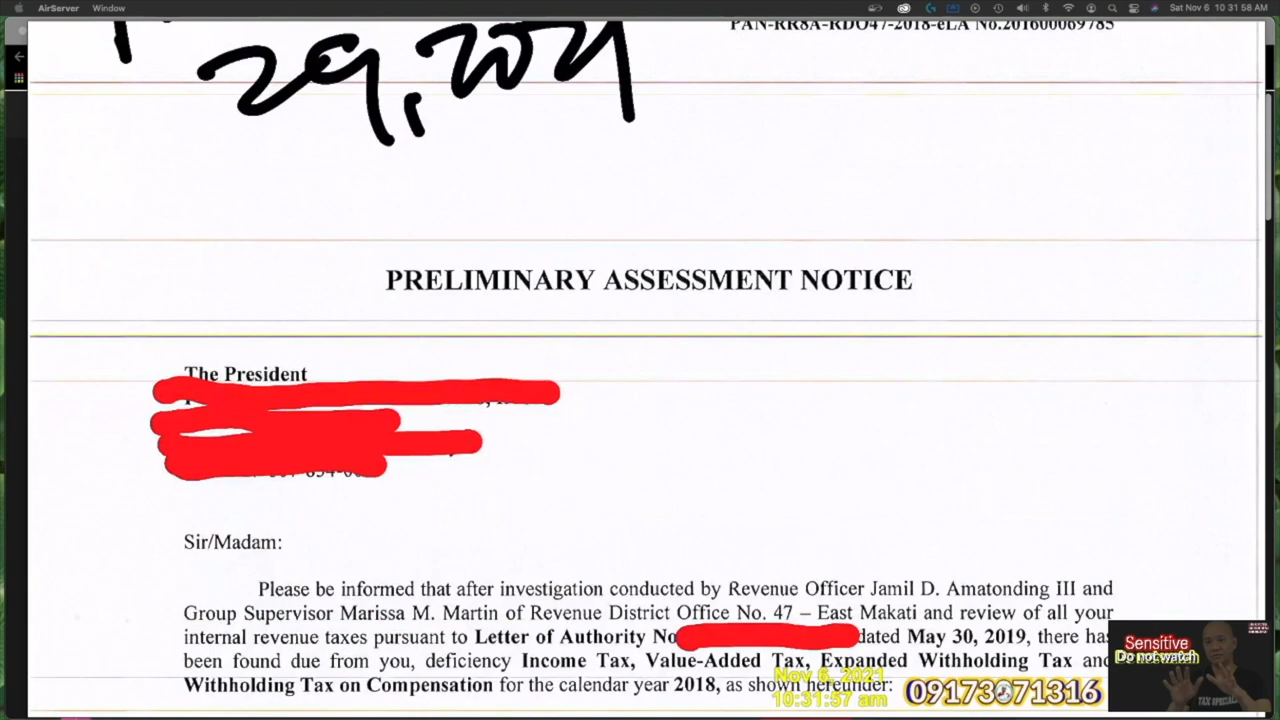 AirServer Window Sat Nov 6 10:31:58 AM
PAN-RR8A-RDO47-2018-eLA No.201600069785
29, 2021
PRELIMINARY ASSESSMENT NOTICE
The President
Sir/Madam:
Please be informed that after investigation conducted by Revenue Officer Jamil D. Amatonding III and
Group Supervisor Marissa M. Martin of Revenue District Office No. 47 – East Makati and review of all your
internal revenue taxes pursuant to Letter of Authority No dated May 30, 2019, there has
been found due from you, deficiency Income Tax, Value-Added Tax, Expanded Withholding Tax and
Withholding Tax on Compensation for the calendar year 2018, as shown hereunder:
Sensitive
Do not watch
TAX SPECIAL
Nov 6, 2021
10:31:57 am
09173071316